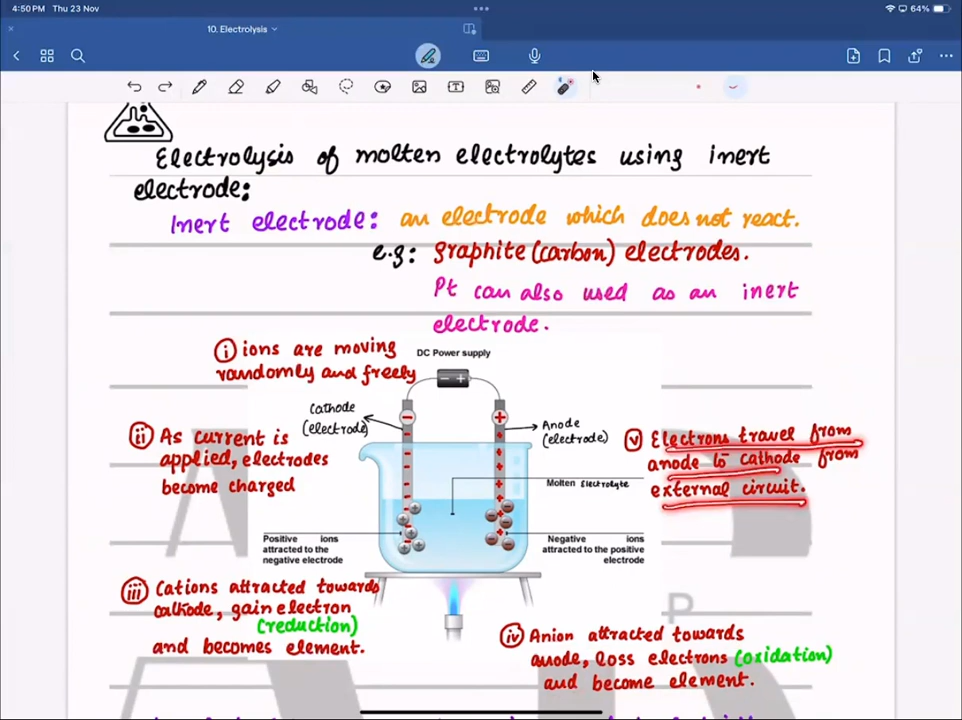 4:50 PM Thu 23 Nov
64%
10. Electrolysis
Electrolysis of molten electrolytes using inert
electrode:
Inert electrode: an electrode which does not react.
e.g: graphite (carbon) electrodes.
Pt can also used as an inert
electrode.
(i) ions are moving
randomly and freely
DC Power supply
− +
Cathode
(electrode)
Anode
(electrode)
(ii) As current is
applied, electrodes
become charged
(v) Electrons travel from
anode to cathode from
external circuit.
Molten Electrolyte
Positive ions
attracted to the
negative electrode
Negative ions
attracted to the positive
electrode
(iii) Cations attracted towards
cathode, gain electron
(reduction)
and becomes element.
(iv) Anion attracted towards
anode, loss electrons (oxidation)
and become element.